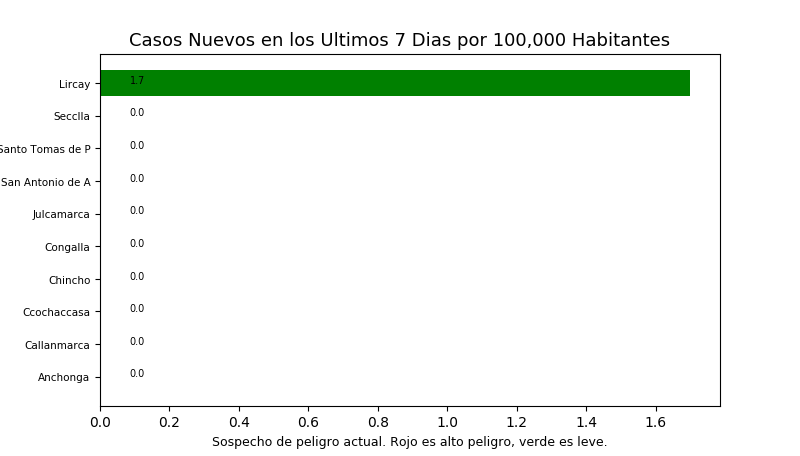 Casos Nuevos en los Ultimos 7 Dias por 100,000 Habitantes
Lircay 1.7
Secclla 0.0
Santo Tomas de P 0.0
San Antonio de A 0.0
Julcamarca 0.0
Congalla 0.0
Chincho 0.0
Ccochaccasa 0.0
Callanmarca 0.0
Anchonga 0.0
0.0 0.2 0.4 0.6 0.8 1.0 1.2 1.4 1.6
Sospecho de peligro actual. Rojo es alto peligro, verde es leve.